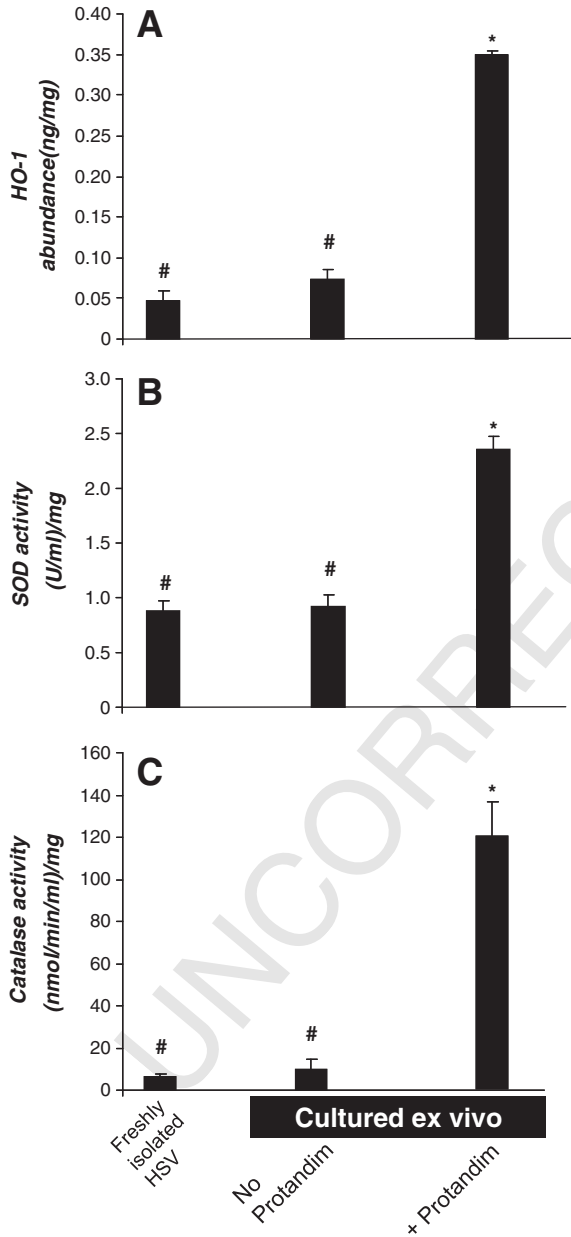 A
0.40
0.35
0.30
0.25
0.20
0.15
0.10
0.05
0
HO-1
abundance(ng/mg)
#
#
*
B
3.0
2.5
2.0
1.5
1.0
0.5
0
SOD activity
(U/ml)/mg
#
#
*
C
160
140
120
100
80
60
40
20
0
Catalase activity
(nmol/min/ml)/mg
#
#
*
UNCORREC
Freshly
isolated
HSV
Cultured ex vivo
No
Protandim
+ Protandim